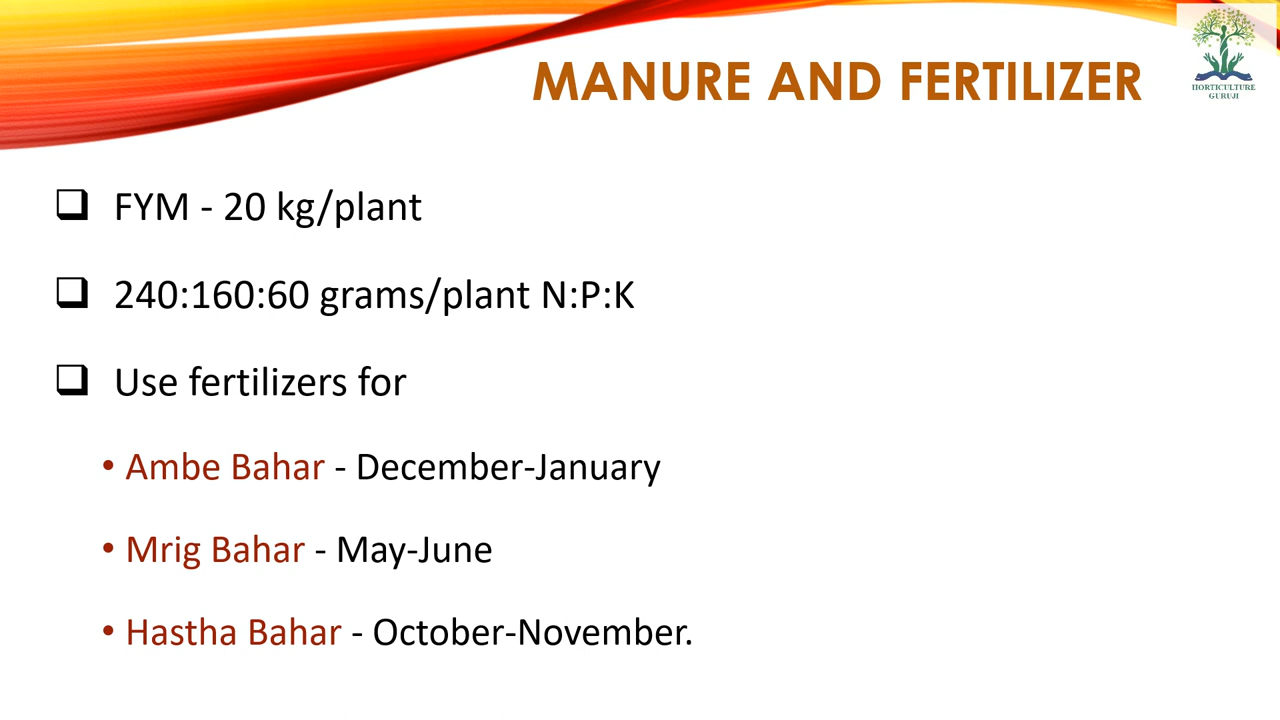 MANURE AND FERTILIZER
HORTICULTURE
GURUJI
FYM - 20 kg/plant
240:160:60 grams/plant N:P:K
Use fertilizers for
• Ambe Bahar - December-January
• Mrig Bahar - May-June
• Hastha Bahar - October-November.